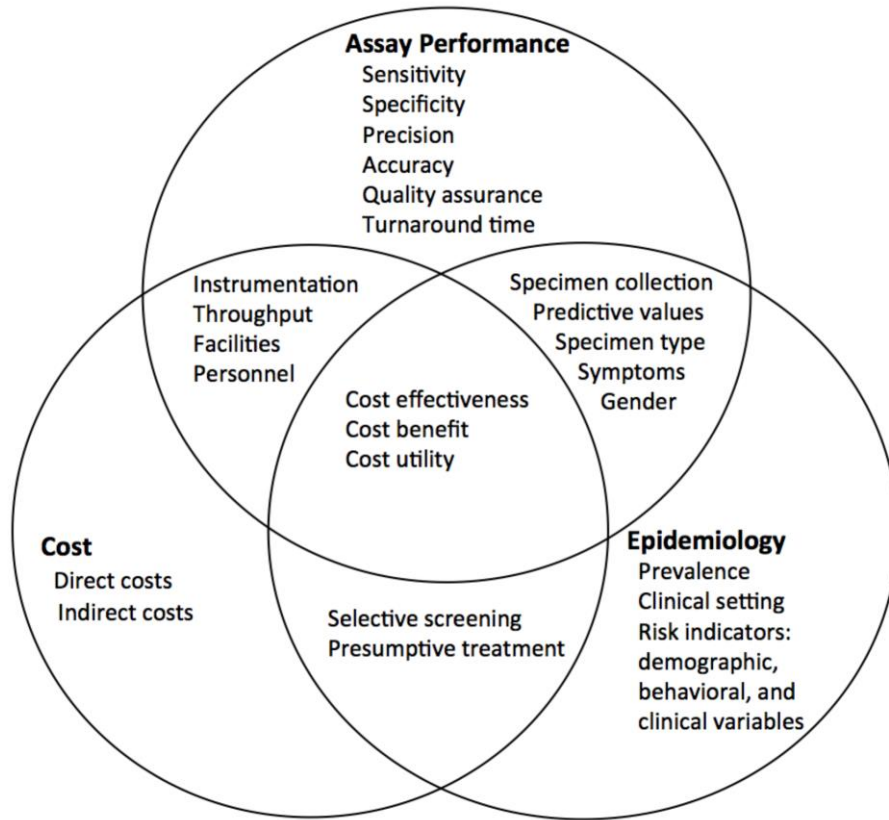 Assay Performance
Sensitivity
Specificity
Precision
Accuracy
Quality assurance
Turnaround time
Instrumentation
Throughput
Facilities
Personnel
Specimen collection
Predictive values
Specimen type
Symptoms
Gender
Cost effectiveness
Cost benefit
Cost utility
Cost
Direct costs
Indirect costs
Selective screening
Presumptive treatment
Epidemiology
Prevalence
Clinical setting
Risk indicators:
demographic,
behavioral, and
clinical variables